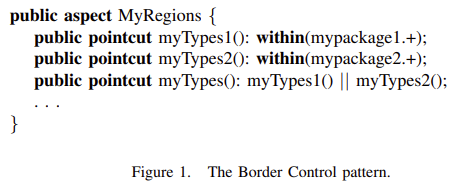 public aspect MyRegions {
public pointcut myTypes1(): within(mypackage1.+);
public pointcut myTypes2(): within(mypackage2.+);
public pointcut myTypes(): myTypes1() || myTypes2();
. . .
}
Figure 1. The Border Control pattern.